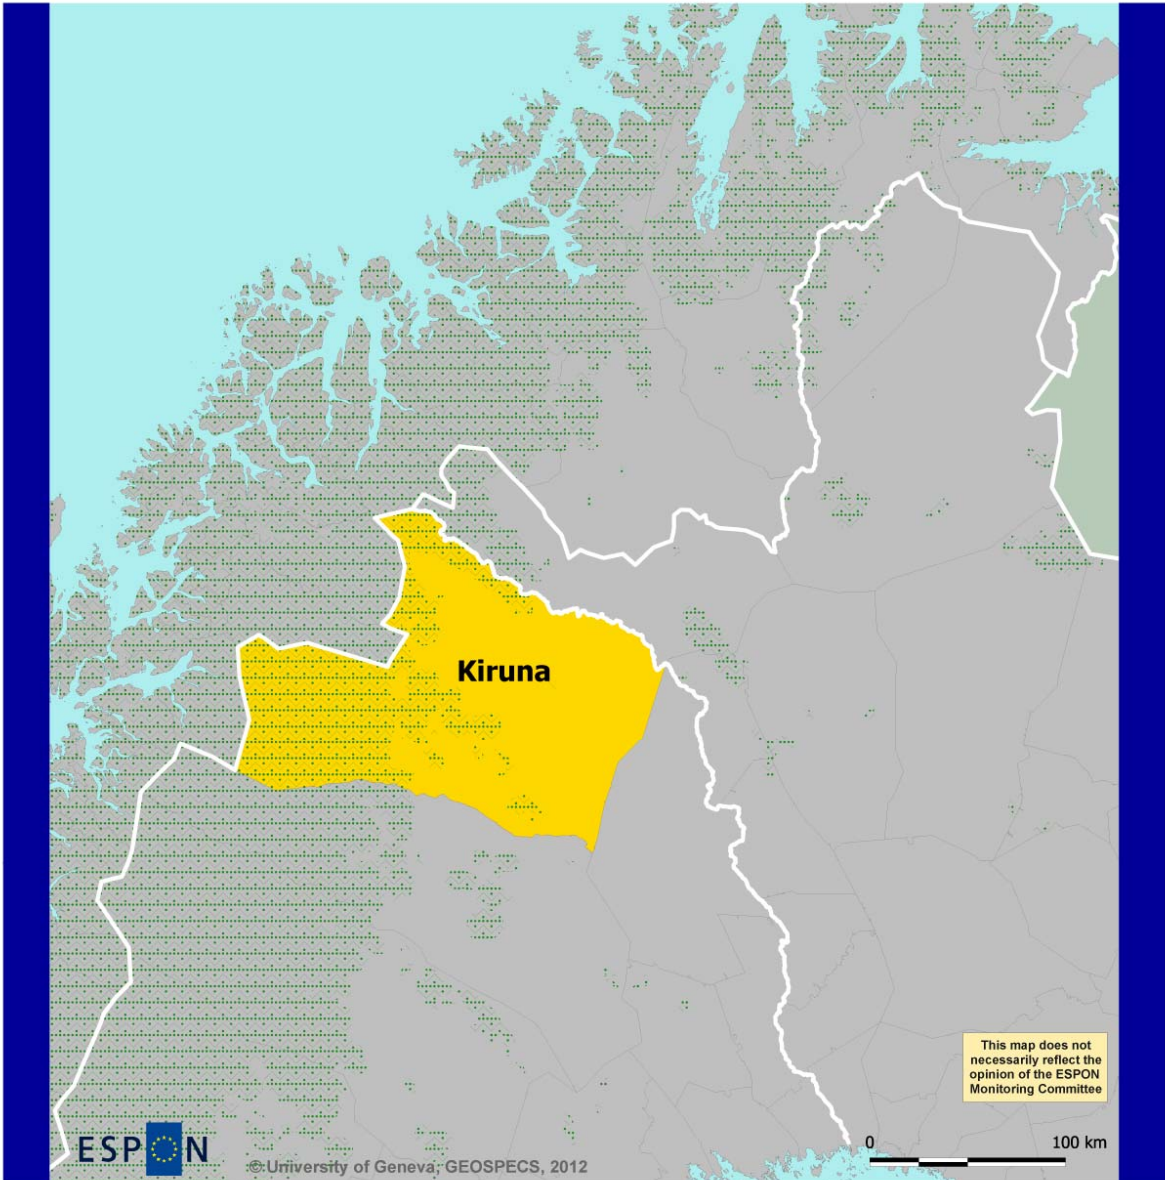 Kiruna
This map does not
necessarily reflect the
opinion of the ESPON
Monitoring Committee
ESPON
© University of Geneva, GEOSPECS, 2012
0 100 km